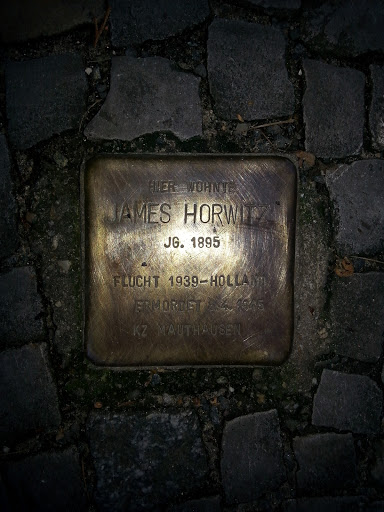 HIER WOHNTE
JAMES HORWITZ
JG. 1895
FLUCHT 1939-HOLLAND
ERMORDET
KZ MAUTHAUSEN